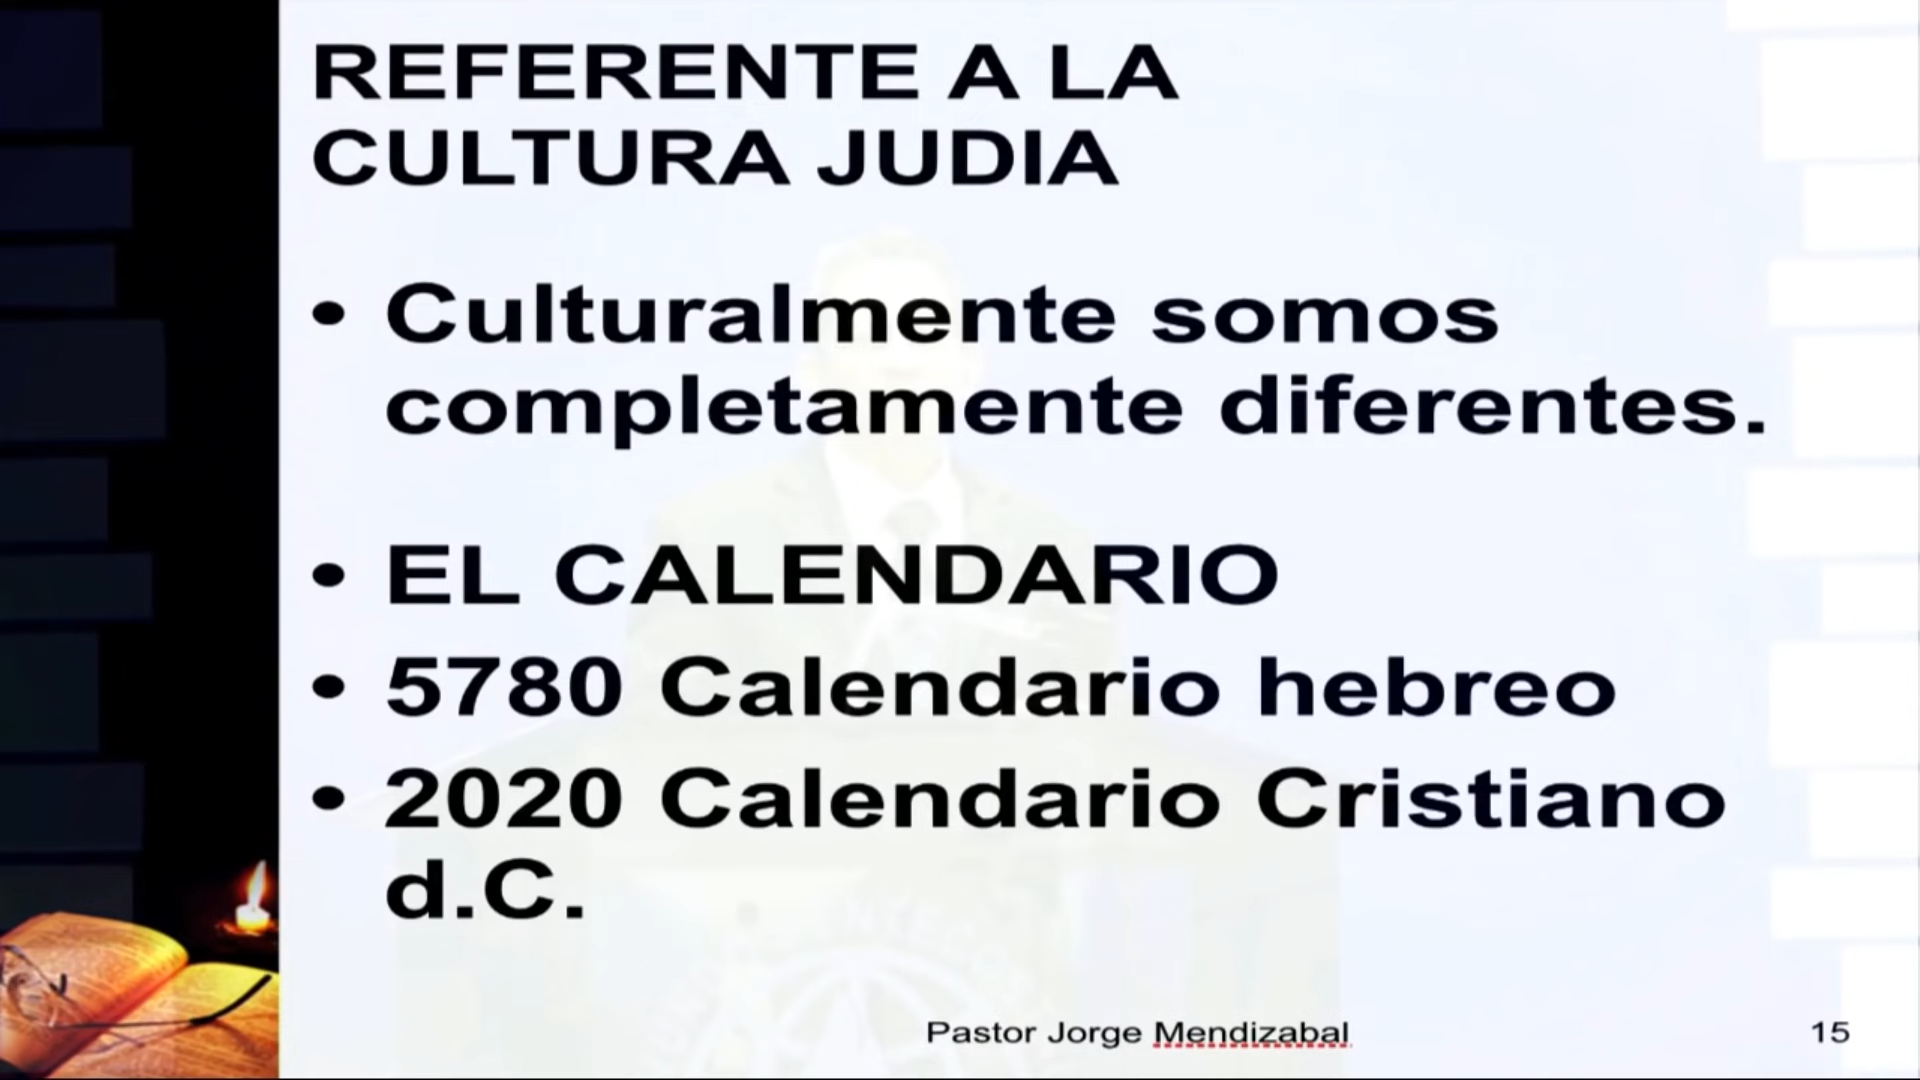 REFERENTE A LA
CULTURA JUDIA
• Culturalmente somos
completamente diferentes.
• EL CALENDARIO
• 5780 Calendario hebreo
• 2020 Calendario Cristiano
d.C.
Pastor Jorge Mendizabal
15